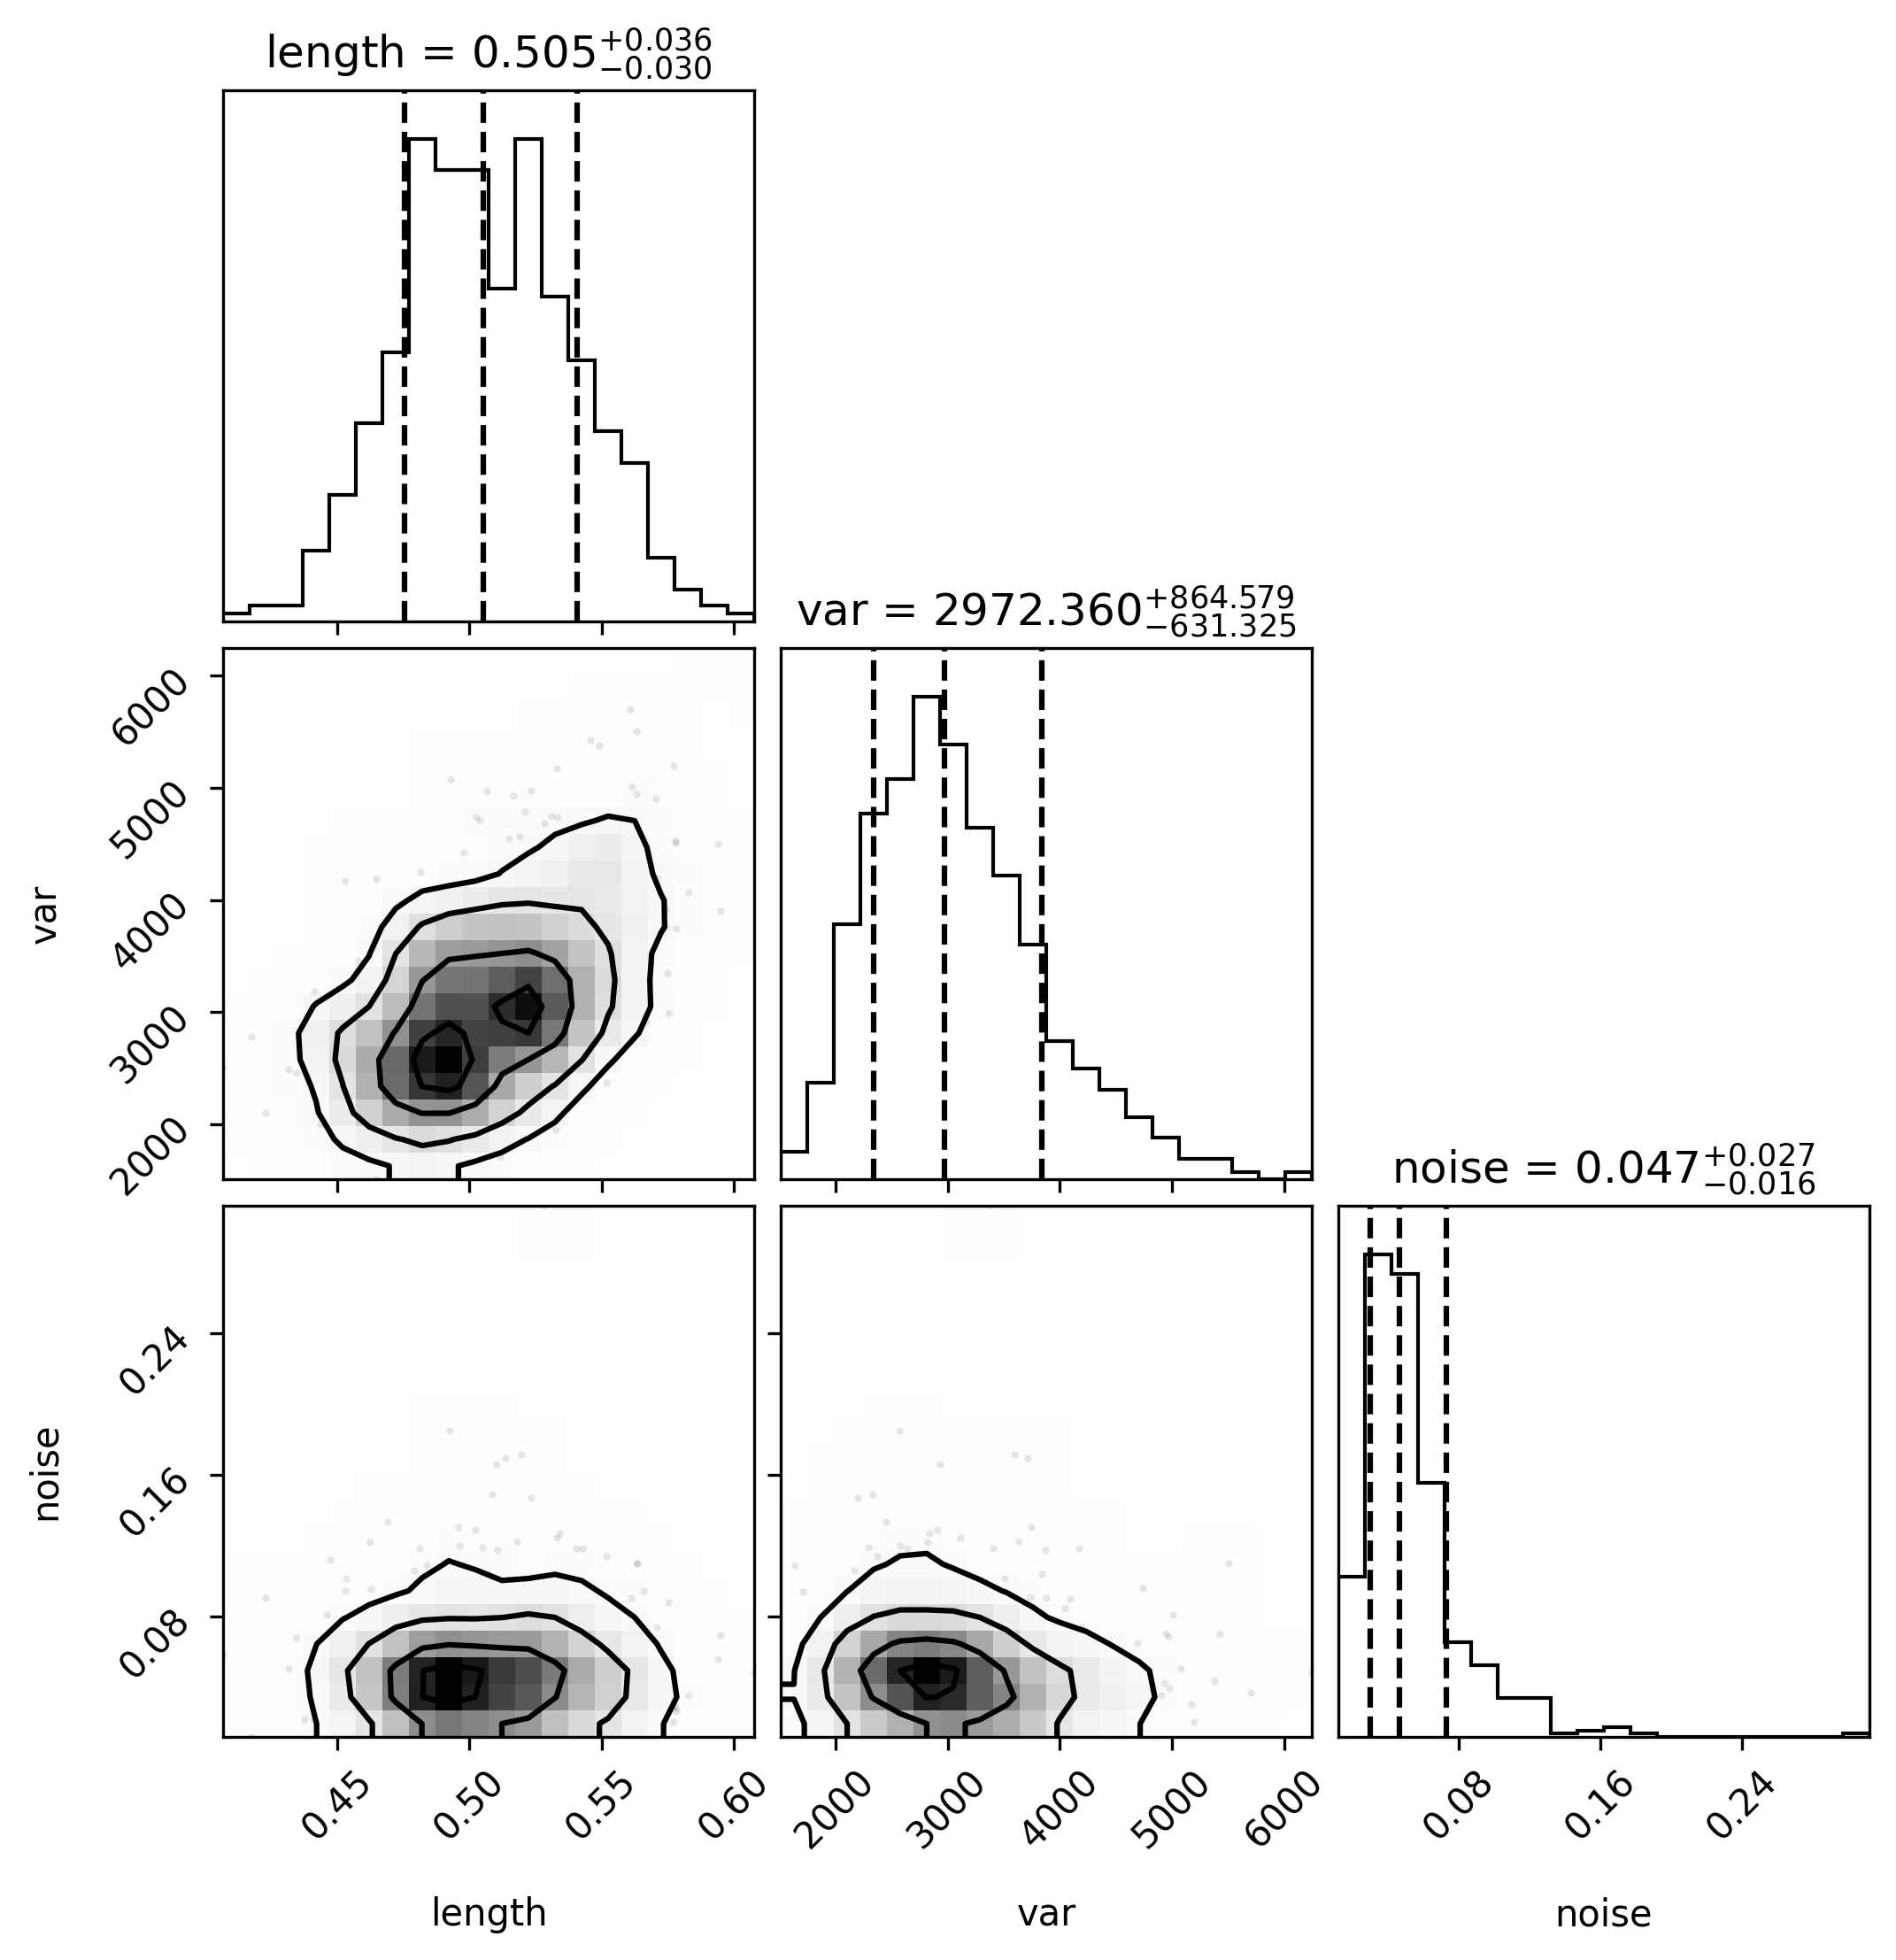 length = 0.505+0.036−0.030
var = 2972.360+864.579−631.325
6000
5000
4000
3000
2000
var
noise = 0.047+0.027−0.016
0.24
0.16
0.08
noise
0.45 0.50 0.55 0.60 2000 3000 4000 5000 6000 0.08 0.16 0.24
length var noise